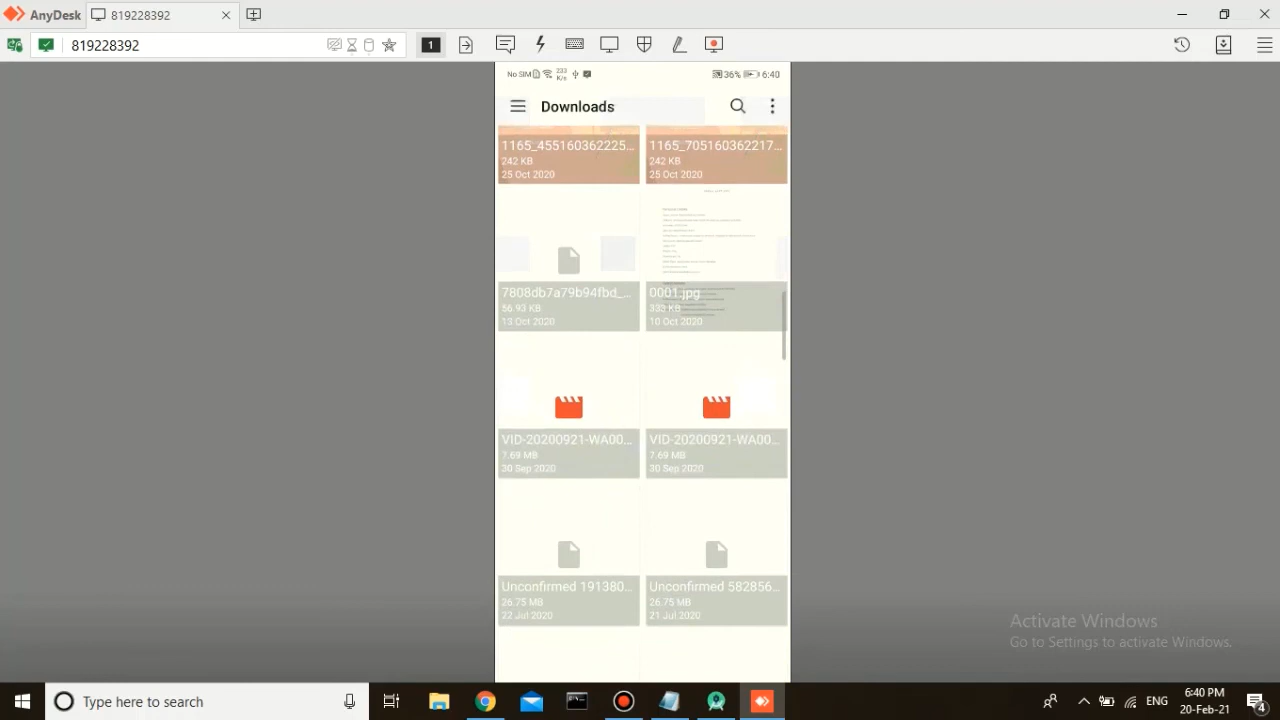 AnyDesk
819228392
819228392
1
No SIM
233
K/s
36%
6:40
Downloads
1165_455160362225...
242 KB
25 Oct 2020
1165_705160362217...
242 KB
25 Oct 2020
7808db7a79b94fbd_...
56.93 KB
13 Oct 2020
0001.jpg
333 KB
10 Oct 2020
VID-20200921-WA00...
7.69 MB
30 Sep 2020
VID-20200921-WA00...
7.69 MB
30 Sep 2020
Unconfirmed 191380...
26.75 MB
22 Jul 2020
Unconfirmed 582856...
26.75 MB
21 Jul 2020
Activate Windows
Go to Settings to activate Windows.
Type here to search
ENG
6:40 PM
20-Feb-21
4